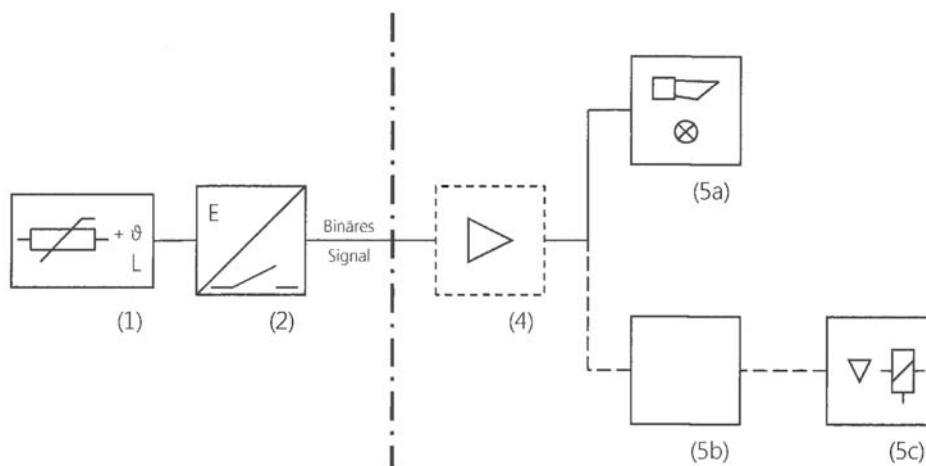 (5a)
+ ϑ
L
(1)
E
(2)
Binäres
Signal
(4)
(5b)
(5c)